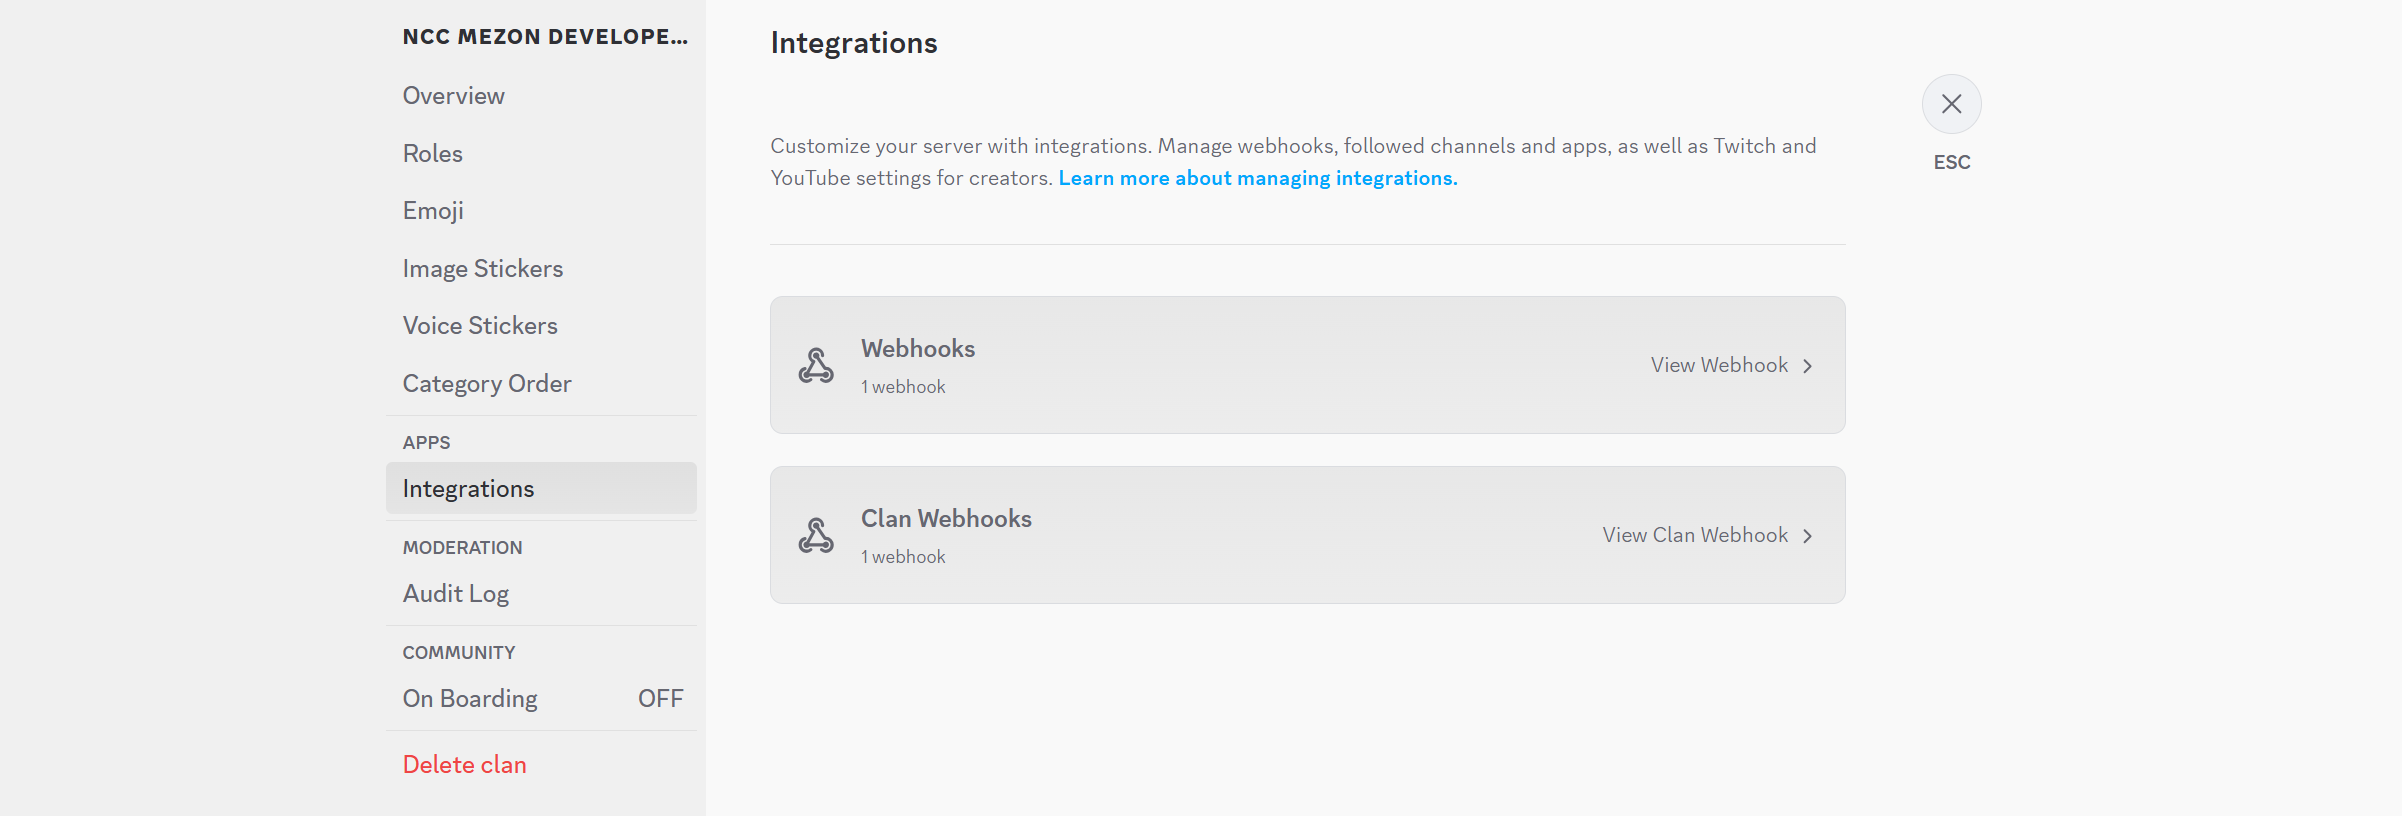 NCC MEZON DEVELOPE...
Overview
Roles
Emoji
Image Stickers
Voice Stickers
Category Order
APPS
Integrations
MODERATION
Audit Log
COMMUNITY
On Boarding OFF
Delete clan
Integrations
Customize your server with integrations. Manage webhooks, followed channels and apps, as well as Twitch and
YouTube settings for creators. Learn more about managing integrations.
Webhooks
1 webhook
View Webhook
Clan Webhooks
1 webhook
View Clan Webhook
ESC